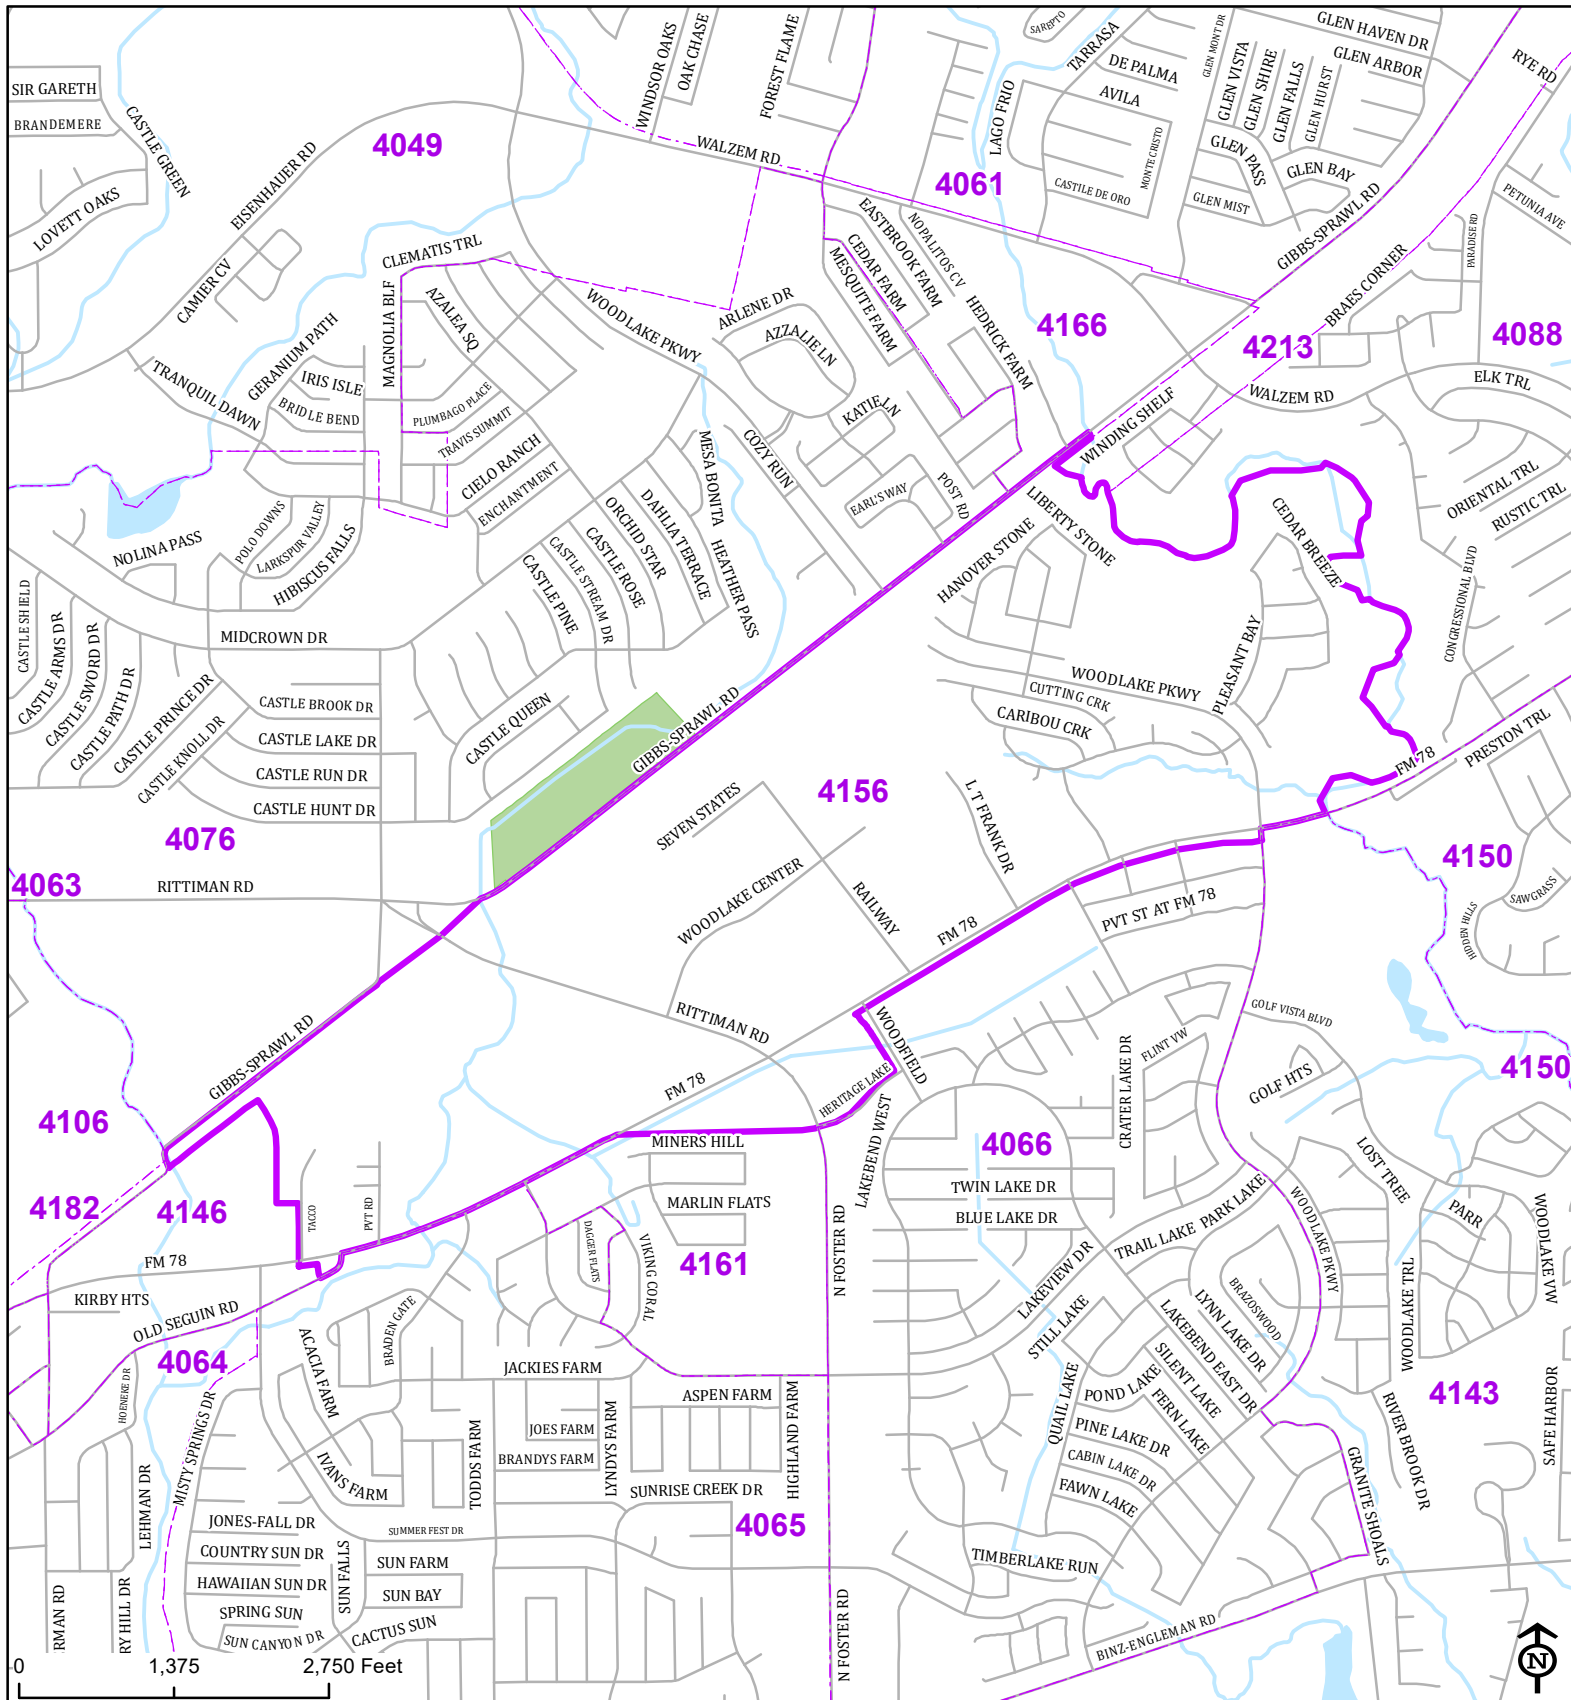 SAREPTO
TARRASA
GLEN HAVEN DR
GLEN MONT DR
GLEN ARBOR
RYE RD
WINDSOR OAKS
OAK CHASE
FOREST FLAME
DE PALMA
AVILA
GLEN VISTA
GLEN SHIRE
GLEN FALLS
GLEN HURST
SIR GARETH
BRANDEMERE
CASTLE GREEN
EISENHAUER RD
4049
WALZEM RD
LAGO FRIO
MONTE CRISTO
GLEN PASS
GLEN BAY
4061
CASTILE DE ORO
GLEN MIST
PETUNIA AVE
PARADISE RD
GIBBS-SPRAWL RD
LOVETT OAKS
CAMIER CV
CLEMATIS TRL
EASTBROOK FARM
NOPALITOS CV
CEDAR FARM
MESQUITE FARM
HEDRICK FARM
BRAES CORNER
MAGNOLIA BLF
AZALEA SQ
WOODLAKE PKWY
ARLENE DR
AZZALIE LN
4166
4213
4088
GERANIUM PATH
TRANQUIL DAWN
IRIS ISLE
BRIDLE BEND
PLUMBAGO PLACE
TRAVIS SUMMIT
CIELO RANCH
ENCHANTMENT
KATIE LN
COZY RUN
MESA BONITA
WALZEM RD
ELK TRL
WINDING SHELF
ORIENTAL TRL
RUSTIC TRL
EARL'S WAY
POST RD
LIBERTY STONE
HANOVER STONE
CEDAR BREEZE
POLO DOWNS
LARKSPUR VALLEY
HIBISCUS FALLS
NOLINA PASS
DAHLIA TERRACE
ORCHID STAR
CASTLE ROSE
CASTLE STREAM DR
CASTLE PINE
HEATHER PASS
CASTLE SHIELD
CASTLE ARMS DR
CASTLE SWORD DR
CASTLE PATH DR
CASTLE PRINCE DR
CASTLE KNOLL DR
MIDCROWN DR
CONGRESSIONAL BLVD
PLEASANT BAY
WOODLAKE PKWY
CUTTING CRK
CARIBOU CRK
CASTLE BROOK DR
CASTLE LAKE DR
CASTLE RUN DR
CASTLE HUNT DR
CASTLE QUEEN
GIBBS-SPRAWL RD
FM 78
PRESTON TRL
4156
SEVEN STATES
L T FRANK DR
4076
4063
RITTIMAN RD
4150
SAWGRASS
HIDDEN HILLS
WOODLAKE CENTER
RAILWAY
FM 78
PVT ST AT FM 78
RITTIMAN RD
WOODFIELD
GOLF VISTA BLVD
FLINT VW
CRATER LAKE DR
GOLF HTS
4150
GIBBS-SPRAWL RD
FM 78
HERITAGE LAKE
LAKEBEND WEST
4106
MINERS HILL
4066
LOST TREE
4182
4146
TACCO
PVT RD
MARLIN FLATS
TWIN LAKE DR
BLUE LAKE DR
TRAIL LAKE
PARK LAKE
WOODLAKE PKWY
PARR
WOODLAKE VW
DAGGER FLATS
VIKING CORAL
4161
N FOSTER RD
LAKEVIEW DR
STILL LAKE
FM 78
KIRBY HTS
OLD SEGUIN RD
BRAZOSWOOD
LYNN LAKE DR
LAKEBEND EAST DR
WOODLAKE TRL
4064
ACACIA FARM
BRADEN GATE
JACKIES FARM
ASPEN FARM
HIGHLAND FARM
QUAIL LAKE
POND LAKE
SILENT LAKE
FERN LAKE
4143
HOENEKE DR
MISTY SPRINGS DR
JOES FARM
BRANDYS FARM
LYNDYS FARM
TODDS FARM
IVANS FARM
PINE LAKE DR
CABIN LAKE DR
FAWN LAKE
RIVER BROOK DR
SAFE HARBOR
GRANITE SHOALS
LEHMAN DR
SUNRISE CREEK DR
4065
JONES-FALL DR
COUNTRY SUN DR
HAWAIIAN SUN DR
SPRING SUN
SUN CANYON DR
SUMMER FEST DR
SUN FALLS
SUN FARM
SUN BAY
CACTUS SUN
TIMBERLAKE RUN
BINZ-ENGLEMAN RD
N FOSTER RD
RMAN RD
RY HILL DR
0 1,375 2,750 Feet
N